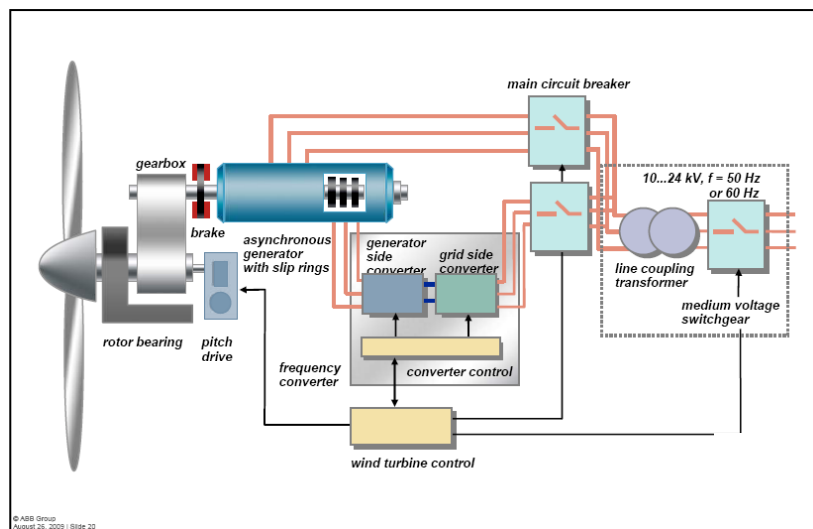 main circuit breaker
gearbox
10...24 kV, f = 50 Hz
or 60 Hz
brake
asynchronous
generator
with slip rings
generator
side
converter
grid side
converter
line coupling
transformer
medium voltage
switchgear
rotor bearing
pitch
drive
frequency
converter
converter control
wind turbine control
© ABB Group
August 26, 2009 | Slide 20